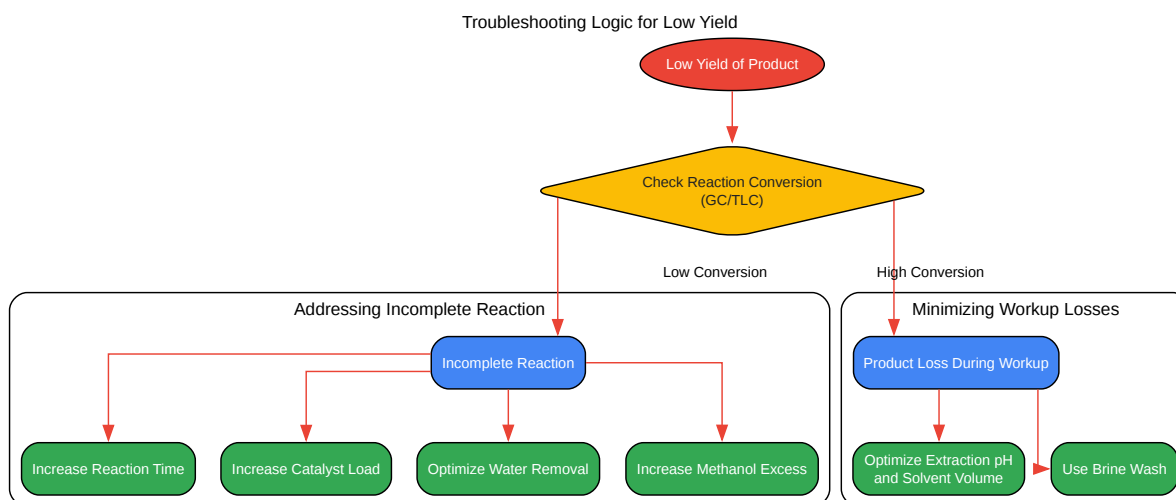 Troubleshooting Logic for Low Yield
Low Yield of Product
Check Reaction Conversion
(GC/TLC)
Low Conversion
High Conversion
Addressing Incomplete Reaction
Minimizing Workup Losses
Incomplete Reaction
Product Loss During Workup
Increase Reaction Time
Increase Catalyst Load
Optimize Water Removal
Increase Methanol Excess
Optimize Extraction pH
and Solvent Volume
Use Brine Wash